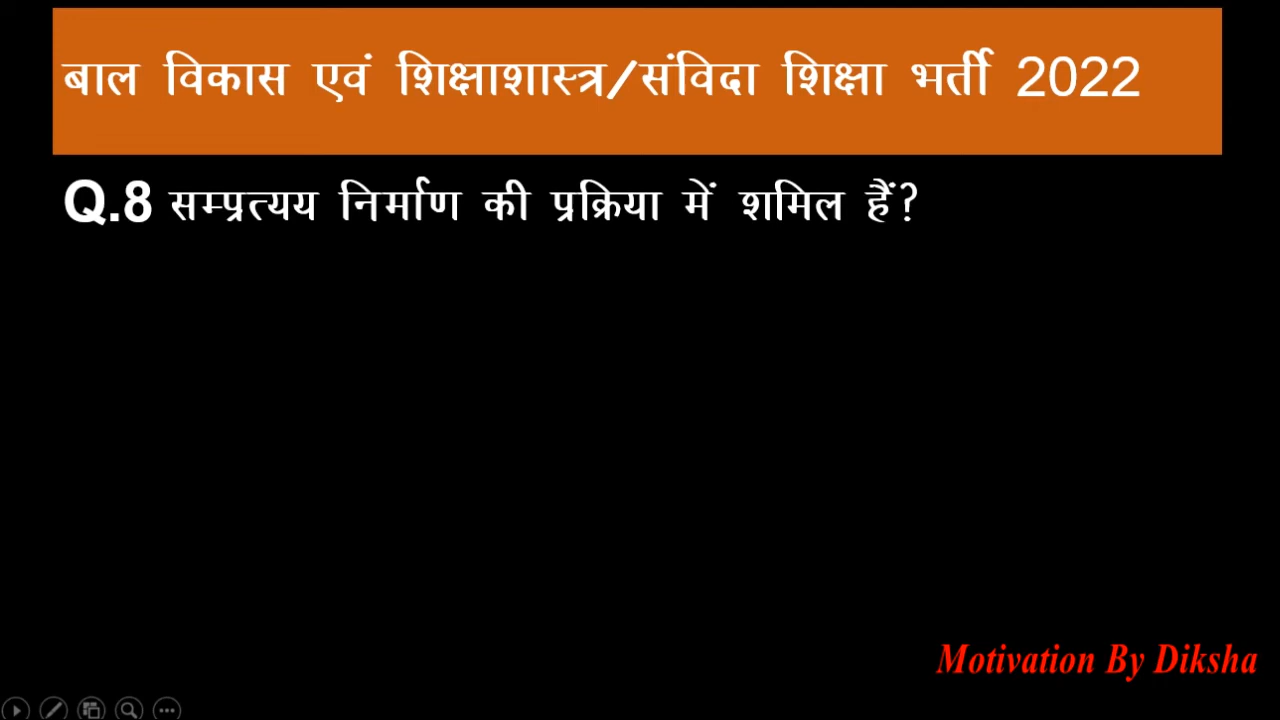 बाल विकास एवं शिक्षाशास्त्र/संविदा शिक्षा भर्ती 2022
Q.8 सम्प्रत्यय निर्माण की प्रक्रिया में शमिल हैं?
Motivation By Diksha